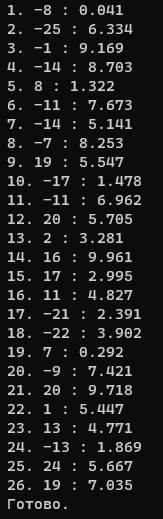 1. -8 : 0.041
2. -25 : 6.334
3. -1 : 9.169
4. -14 : 8.703
5. 8 : 1.322
6. -11 : 7.673
7. -14 : 5.141
8. -7 : 8.253
9. 19 : 5.547
10. -17 : 1.478
11. -11 : 6.962
12. 20 : 5.705
13. 2 : 3.281
14. 16 : 9.961
15. 17 : 2.995
16. 11 : 4.827
17. -21 : 2.391
18. -22 : 3.902
19. 7 : 0.292
20. -9 : 7.421
21. 20 : 9.718
22. 1 : 5.447
23. 13 : 4.771
24. -13 : 1.869
25. 24 : 5.667
26. 19 : 7.035
Готово.